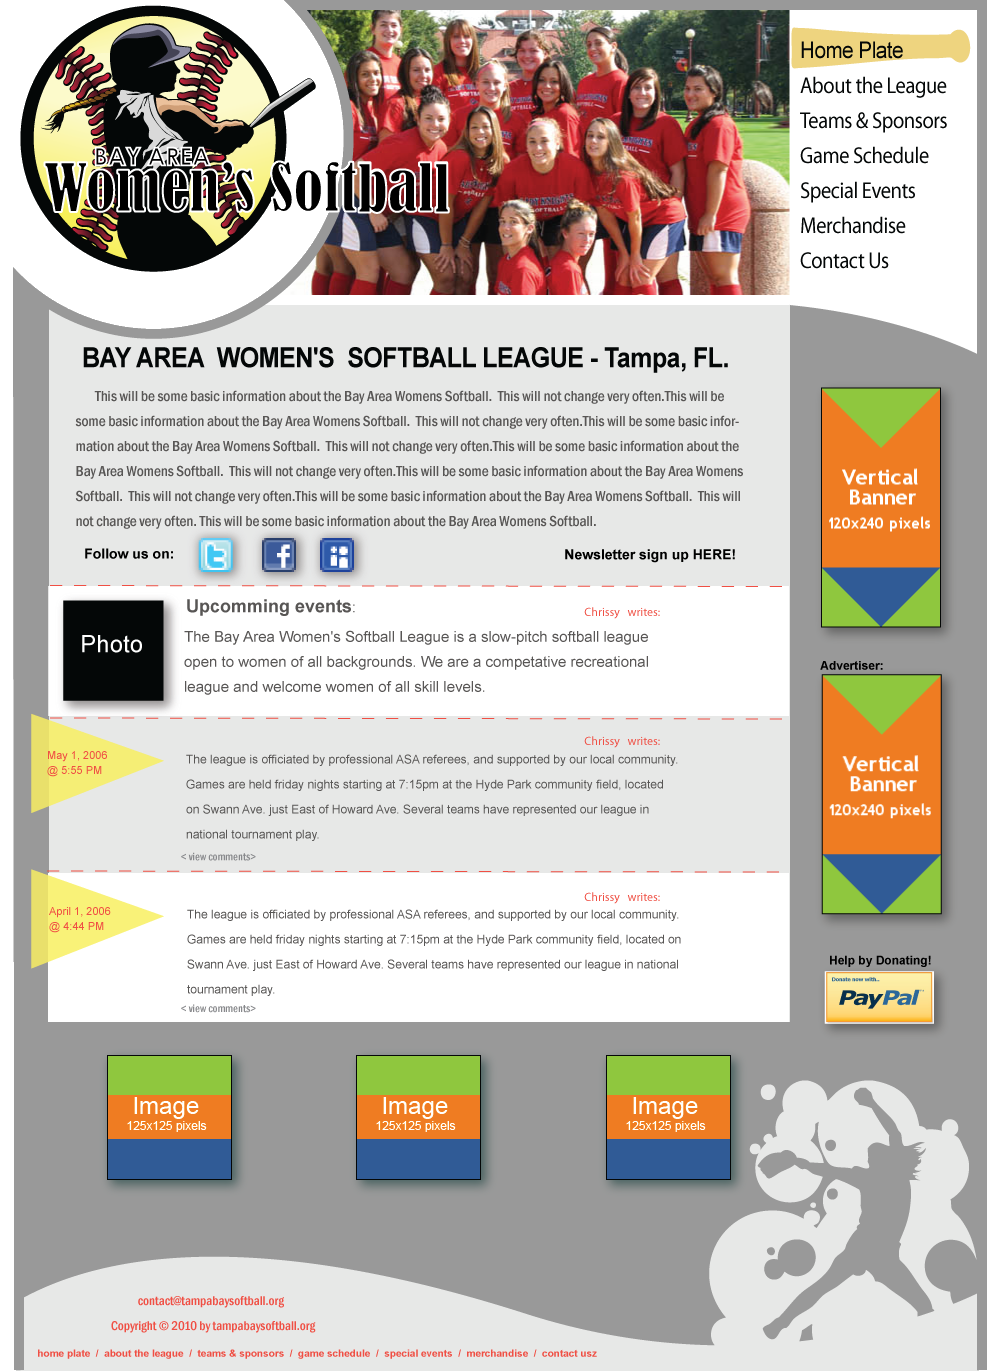 BAY AREA
Women's Softball
Home Plate
About the League
Teams & Sponsors
Game Schedule
Special Events
Merchandise
Contact Us
BAY AREA WOMEN'S SOFTBALL LEAGUE - Tampa, FL.
This will be some basic information about the Bay Area Womens Softball. This will not change very often.This will be
some basic information about the Bay Area Womens Softball. This will not change very often.This will be some basic infor-
mation about the Bay Area Womens Softball. This will not change very often.This will be some basic information about the
Bay Area Womens Softball. This will not change very often.This will be some basic information about the Bay Area Womens
Softball. This will not change very often.This will be some basic information about the Bay Area Womens Softball. This will
not change very often. This will be some basic information about the Bay Area Womens Softball.
Follow us on:
Newsletter sign up HERE!
Photo
Upcomming events:
Chrissy writes:
The Bay Area Women's Softball League is a slow-pitch softball league
open to women of all backgrounds. We are a competative recreational
league and welcome women of all skill levels.
May 1, 2006
@ 5:55 PM
Chrissy writes:
The league is officiated by professional ASA referees, and supported by our local community.
Games are held friday nights starting at 7:15pm at the Hyde Park community field, located
on Swann Ave. just East of Howard Ave. Several teams have represented our league in
national tournament play.
< view comments>
April 1, 2006
@ 4:44 PM
Chrissy writes:
The league is officiated by professional ASA referees, and supported by our local community.
Games are held friday nights starting at 7:15pm at the Hyde Park community field, located on
Swann Ave. just East of Howard Ave. Several teams have represented our league in national
tournament play.
< view comments>
Vertical
Banner
120x240 pixels
Advertiser:
Vertical
Banner
120x240 pixels
Help by Donating!
Donate now with...
PayPal
Image
125x125 pixels
Image
125x125 pixels
Image
125x125 pixels
contact@tampabaysoftball.org
Copyright © 2010 by tampabaysoftball.org
home plate / about the league / teams & sponsors / game schedule / special events / merchandise / contact usz